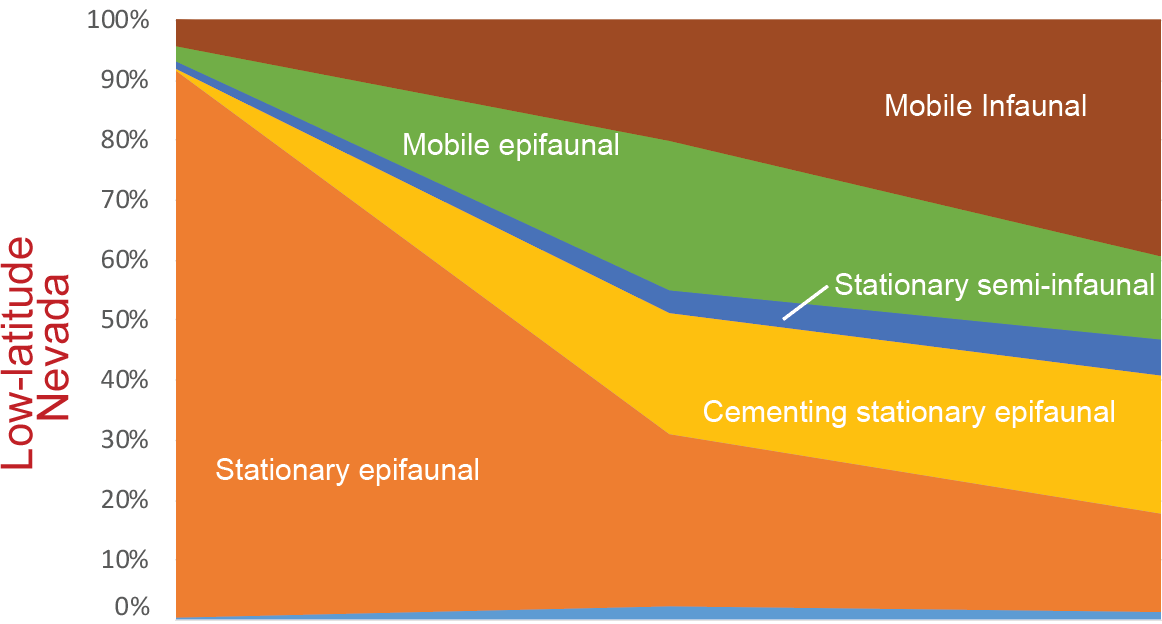 100%
90%
80%
70%
60%
50%
40%
30%
20%
10%
0%
Low-latitude
Nevada
Mobile Infaunal
Mobile epifaunal
Stationary semi-infaunal
Cementing stationary epifaunal
Stationary epifaunal